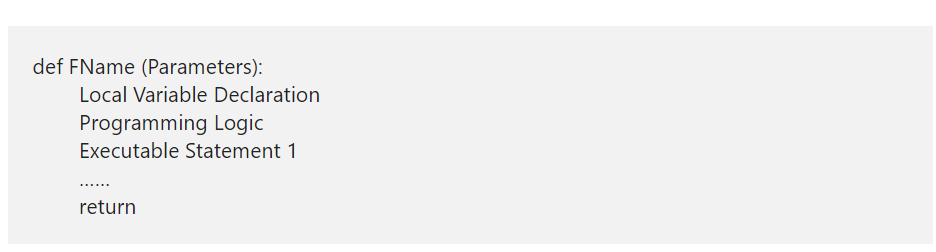 def FName (Parameters):
Local Variable Declaration
Programming Logic
Executable Statement 1
……
return